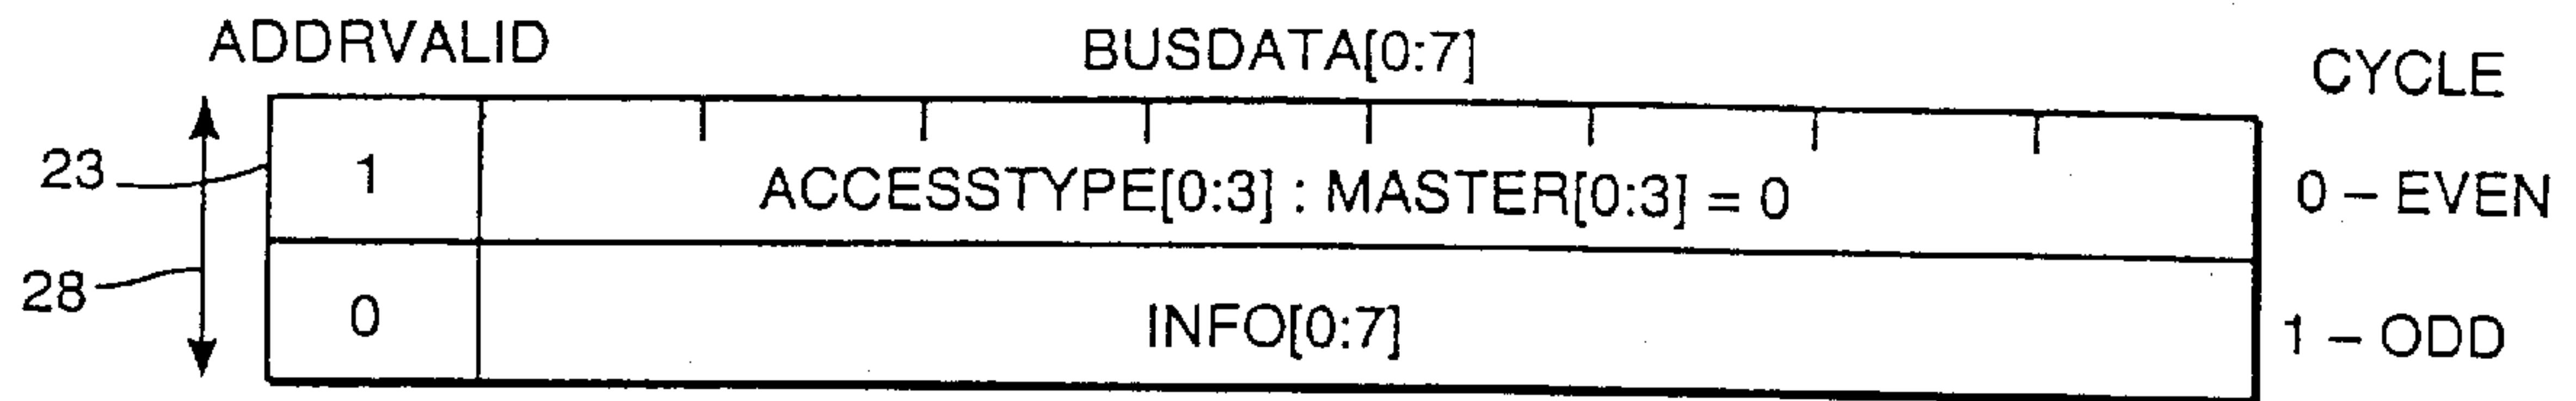 ADDRVALID BUSDATA[0:7] CYCLE
23 1 ACCESSTYPE[0:3] : MASTER[0:3] = 0 0 – EVEN
28 0 INFO[0:7] 1 – ODD